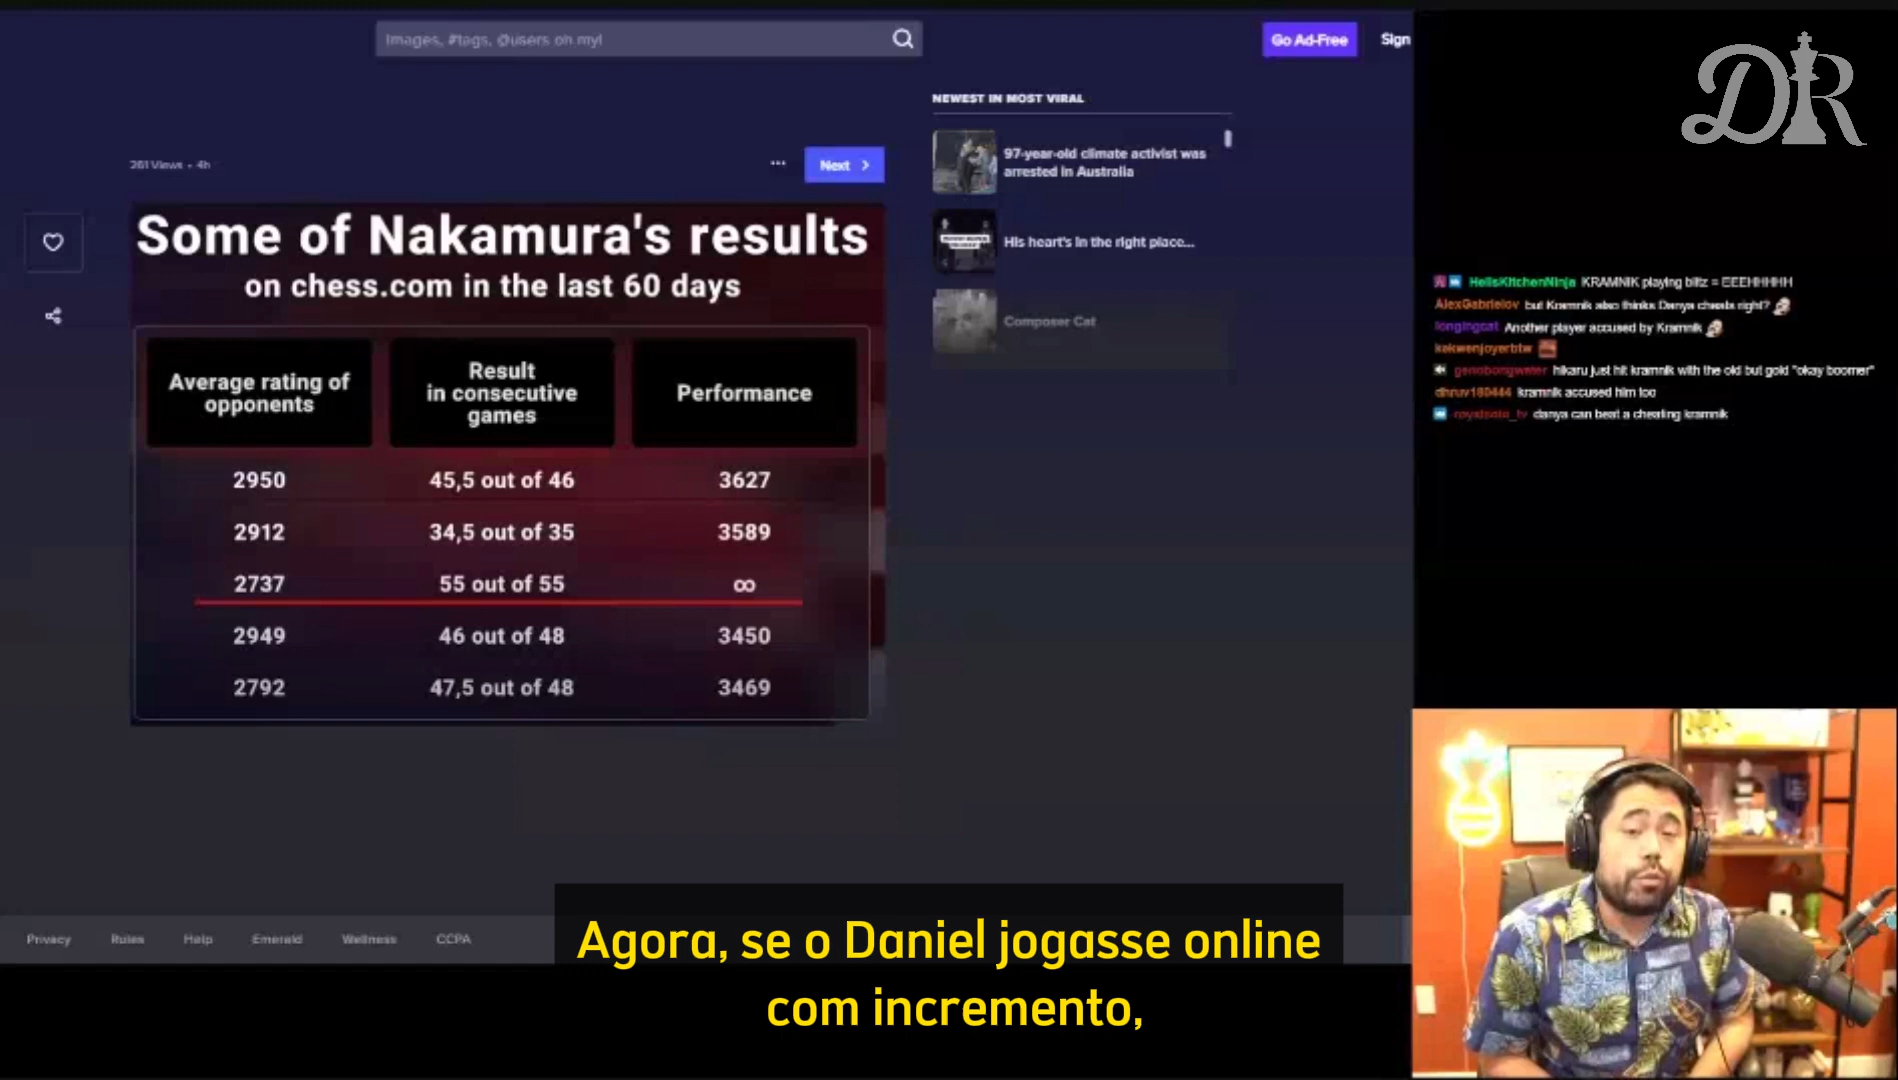 Images, #tags, @users oh my!
Go Ad-Free
Sign
DR
NEWEST IN MOST VIRAL
261 Views • 4h
••• Next >
97-year-old climate activist was
arrested in Australia
His heart's in the right place...
Composer Cat
Some of Nakamura's results
on chess.com in the last 60 days
Average rating of
opponents
Result
in consecutive
games
Performance
2950 45,5 out of 46 3627
2912 34,5 out of 35 3589
2737 55 out of 55 ∞
2949 46 out of 48 3450
2792 47,5 out of 48 3469
HellsKitchenNinja KRAMNIK playing blitz = EEEHHHHH
AlexGabrielov but Kramnik also thinks Danya cheats right?
longingcat Another player accused by Kramnik
kekwenjoyerbtw
genobongwater hikaru just hit kramnik with the old but gold "okay boomer"
dhruv180444 kramnik accused him too
danya can beat a cheating kramnik
Privacy Rules Help Emerald Wellness CCPA
Agora, se o Daniel jogasse online
com incremento,